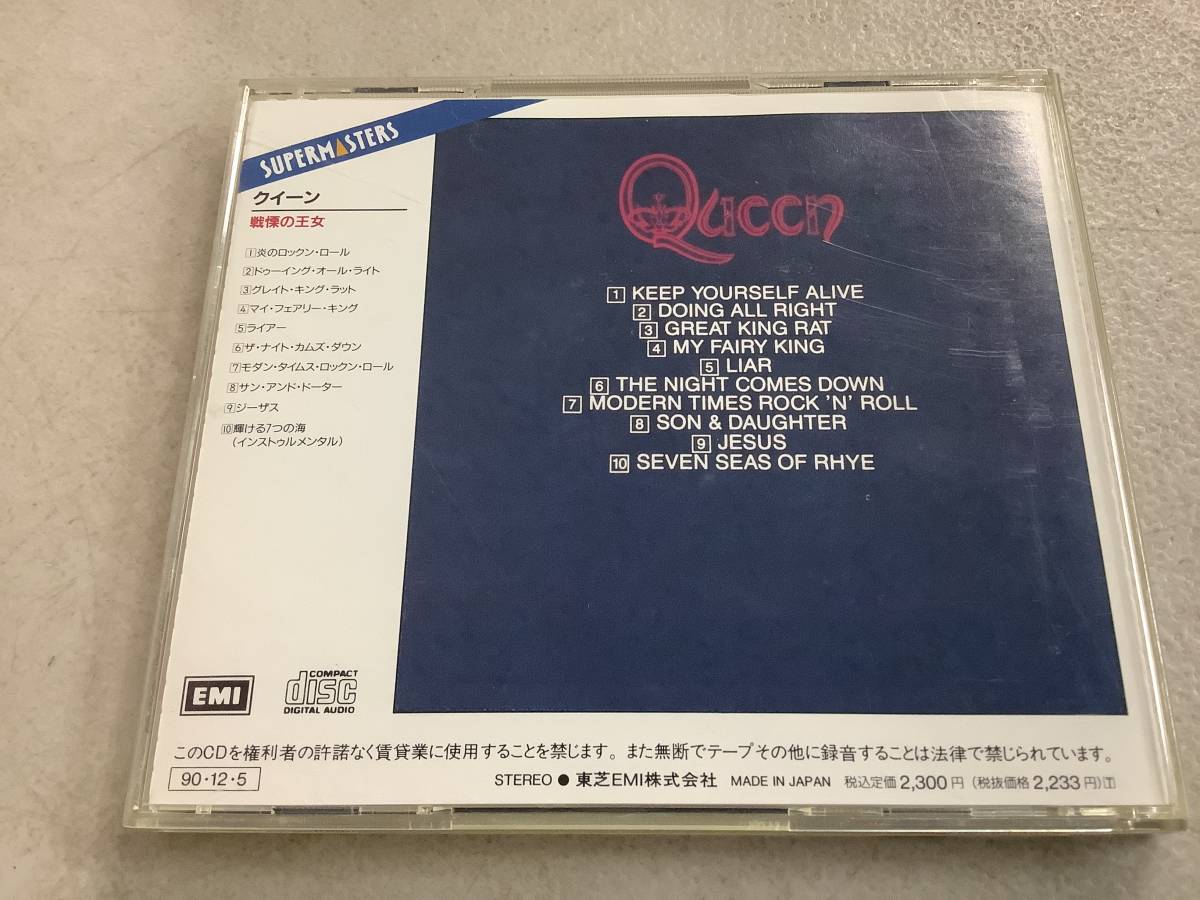 SUPERMASTERS
クイーン
戦慄の王女
1 炎のロックン・ロール
2 ドゥーイング・オール・ライト
3 グレイト・キング・ラット
4 マイ・フェアリー・キング
5 ライアー
6 ザ・ナイト・カムズ・ダウン
7 モダン・タイムス・ロックン・ロール
8 サン・アンド・ドーター
9 ジーザス
10 輝ける7つの海
(インストゥルメンタル)
Queen
1 KEEP YOURSELF ALIVE
2 DOING ALL RIGHT
3 GREAT KING RAT
4 MY FAIRY KING
5 LIAR
6 THE NIGHT COMES DOWN
7 MODERN TIMES ROCK 'N' ROLL
8 SON & DAUGHTER
9 JESUS
10 SEVEN SEAS OF RHYE
EMI
COMPACT
disc
DIGITAL AUDIO
このCDを権利者の許諾なく賃貸業に使用することを禁じます。また無断でテープその他に録音することは法律で禁じられています。
90・12・5
STEREO ● 東芝EMI株式会社 MADE IN JAPAN 税込定価2,300円 (税抜価格2,233円)T